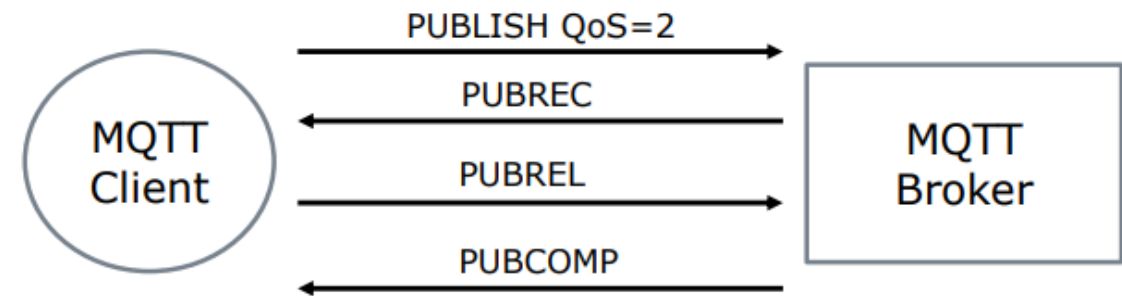 PUBLISH QoS=2
PUBREC
MQTT
Client
PUBREL
MQTT
Broker
PUBCOMP